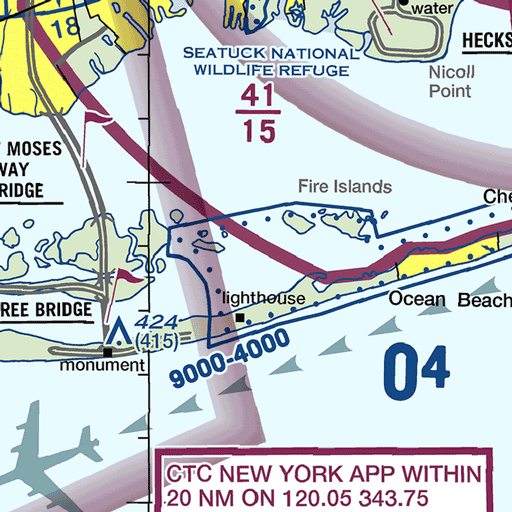 18
water
SEATUCK NATIONAL
WILDLIFE REFUGE
HECKS
Nicoll
Point
41
15
MOSES
WAY
RIDGE
Fire Islands
Che
REE BRIDGE
lighthouse
Ocean Beach
424
(415)
monument
9000-4000
04
CTC NEW YORK APP WITHIN
20 NM ON 120.05 343.75